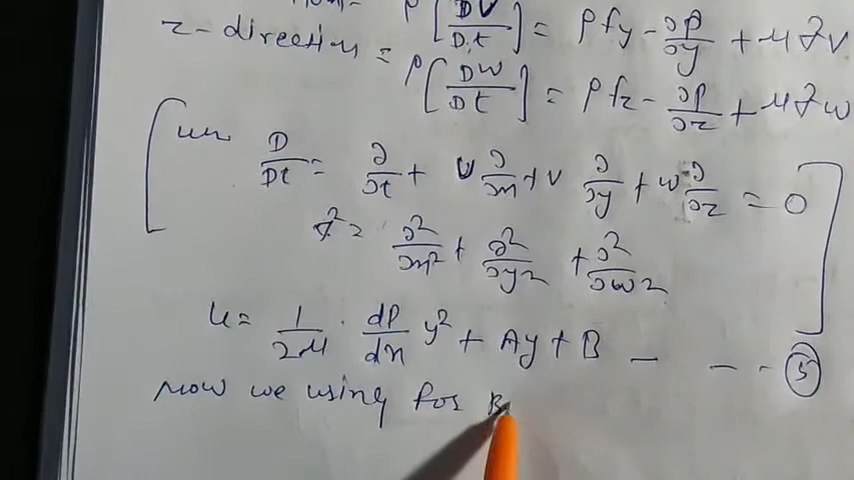 ρ[DV/Dt] = ρfy - ∂p/∂y + μ∇²v
z-direction = ρ[DW/Dt] = ρfz - ∂p/∂z + μ∇²w
D/Dt = ∂/∂t + U ∂/∂x + V ∂/∂y + w ∂/∂z = 0
∇² = ∂²/∂x² + ∂²/∂y² + ∂²/∂w²
u = 1/2μ · dP/dx y² + Ay + B — — - (5)
Now we using for B